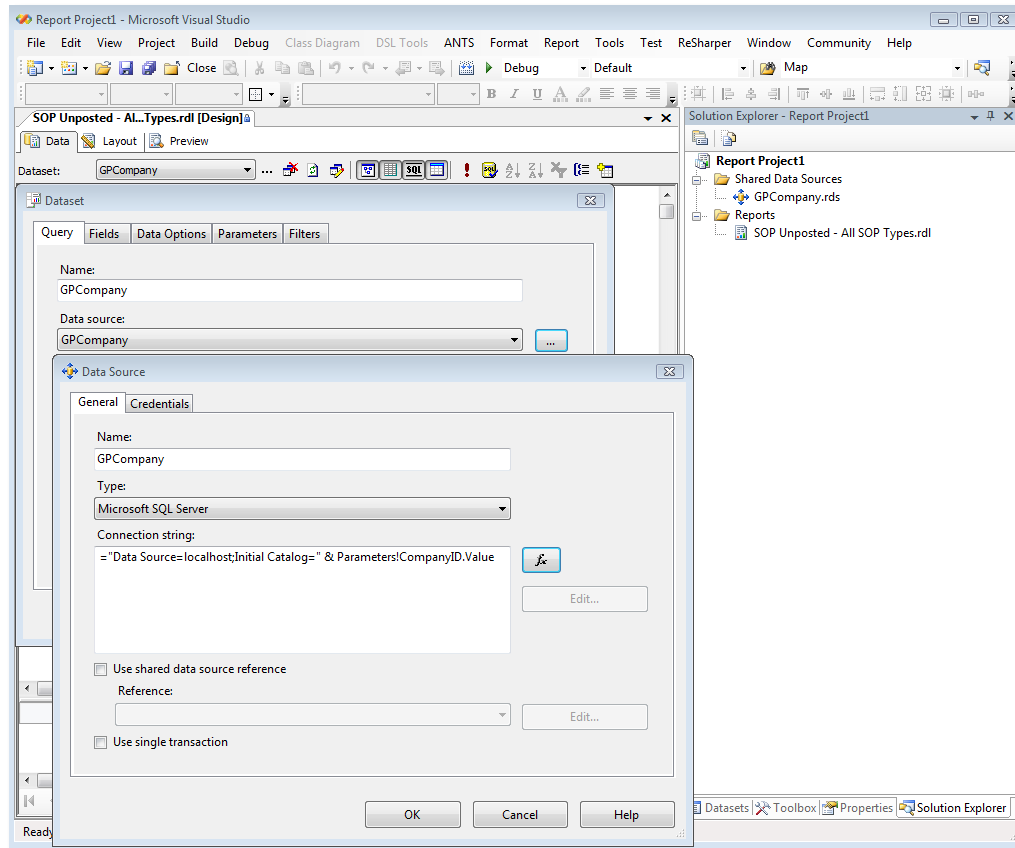 Report Project1 - Microsoft Visual Studio
File Edit View Project Build Debug Class Diagram DSL Tools ANTS Format Report Tools Test ReSharper Window Community Help
Close Debug Default Map
B I U A
SOP Unposted - Al...Types.rdl [Design]
Solution Explorer - Report Project1
Data Layout Preview
Dataset: GPCompany ... SQL
Report Project1
Shared Data Sources
GPCompany.rds
Reports
SOP Unposted - All SOP Types.rdl
Dataset
Query Fields Data Options Parameters Filters
Name:
GPCompany
Data source:
GPCompany ...
Data Source
General Credentials
Name:
GPCompany
Type:
Microsoft SQL Server
Connection string:
="Data Source=localhost;Initial Catalog=" & Parameters!CompanyID.Value
fx
Edit...
Use shared data source reference
Reference:
Edit...
Use single transaction
OK Cancel Help
Datasets Toolbox Properties Solution Explorer
Ready